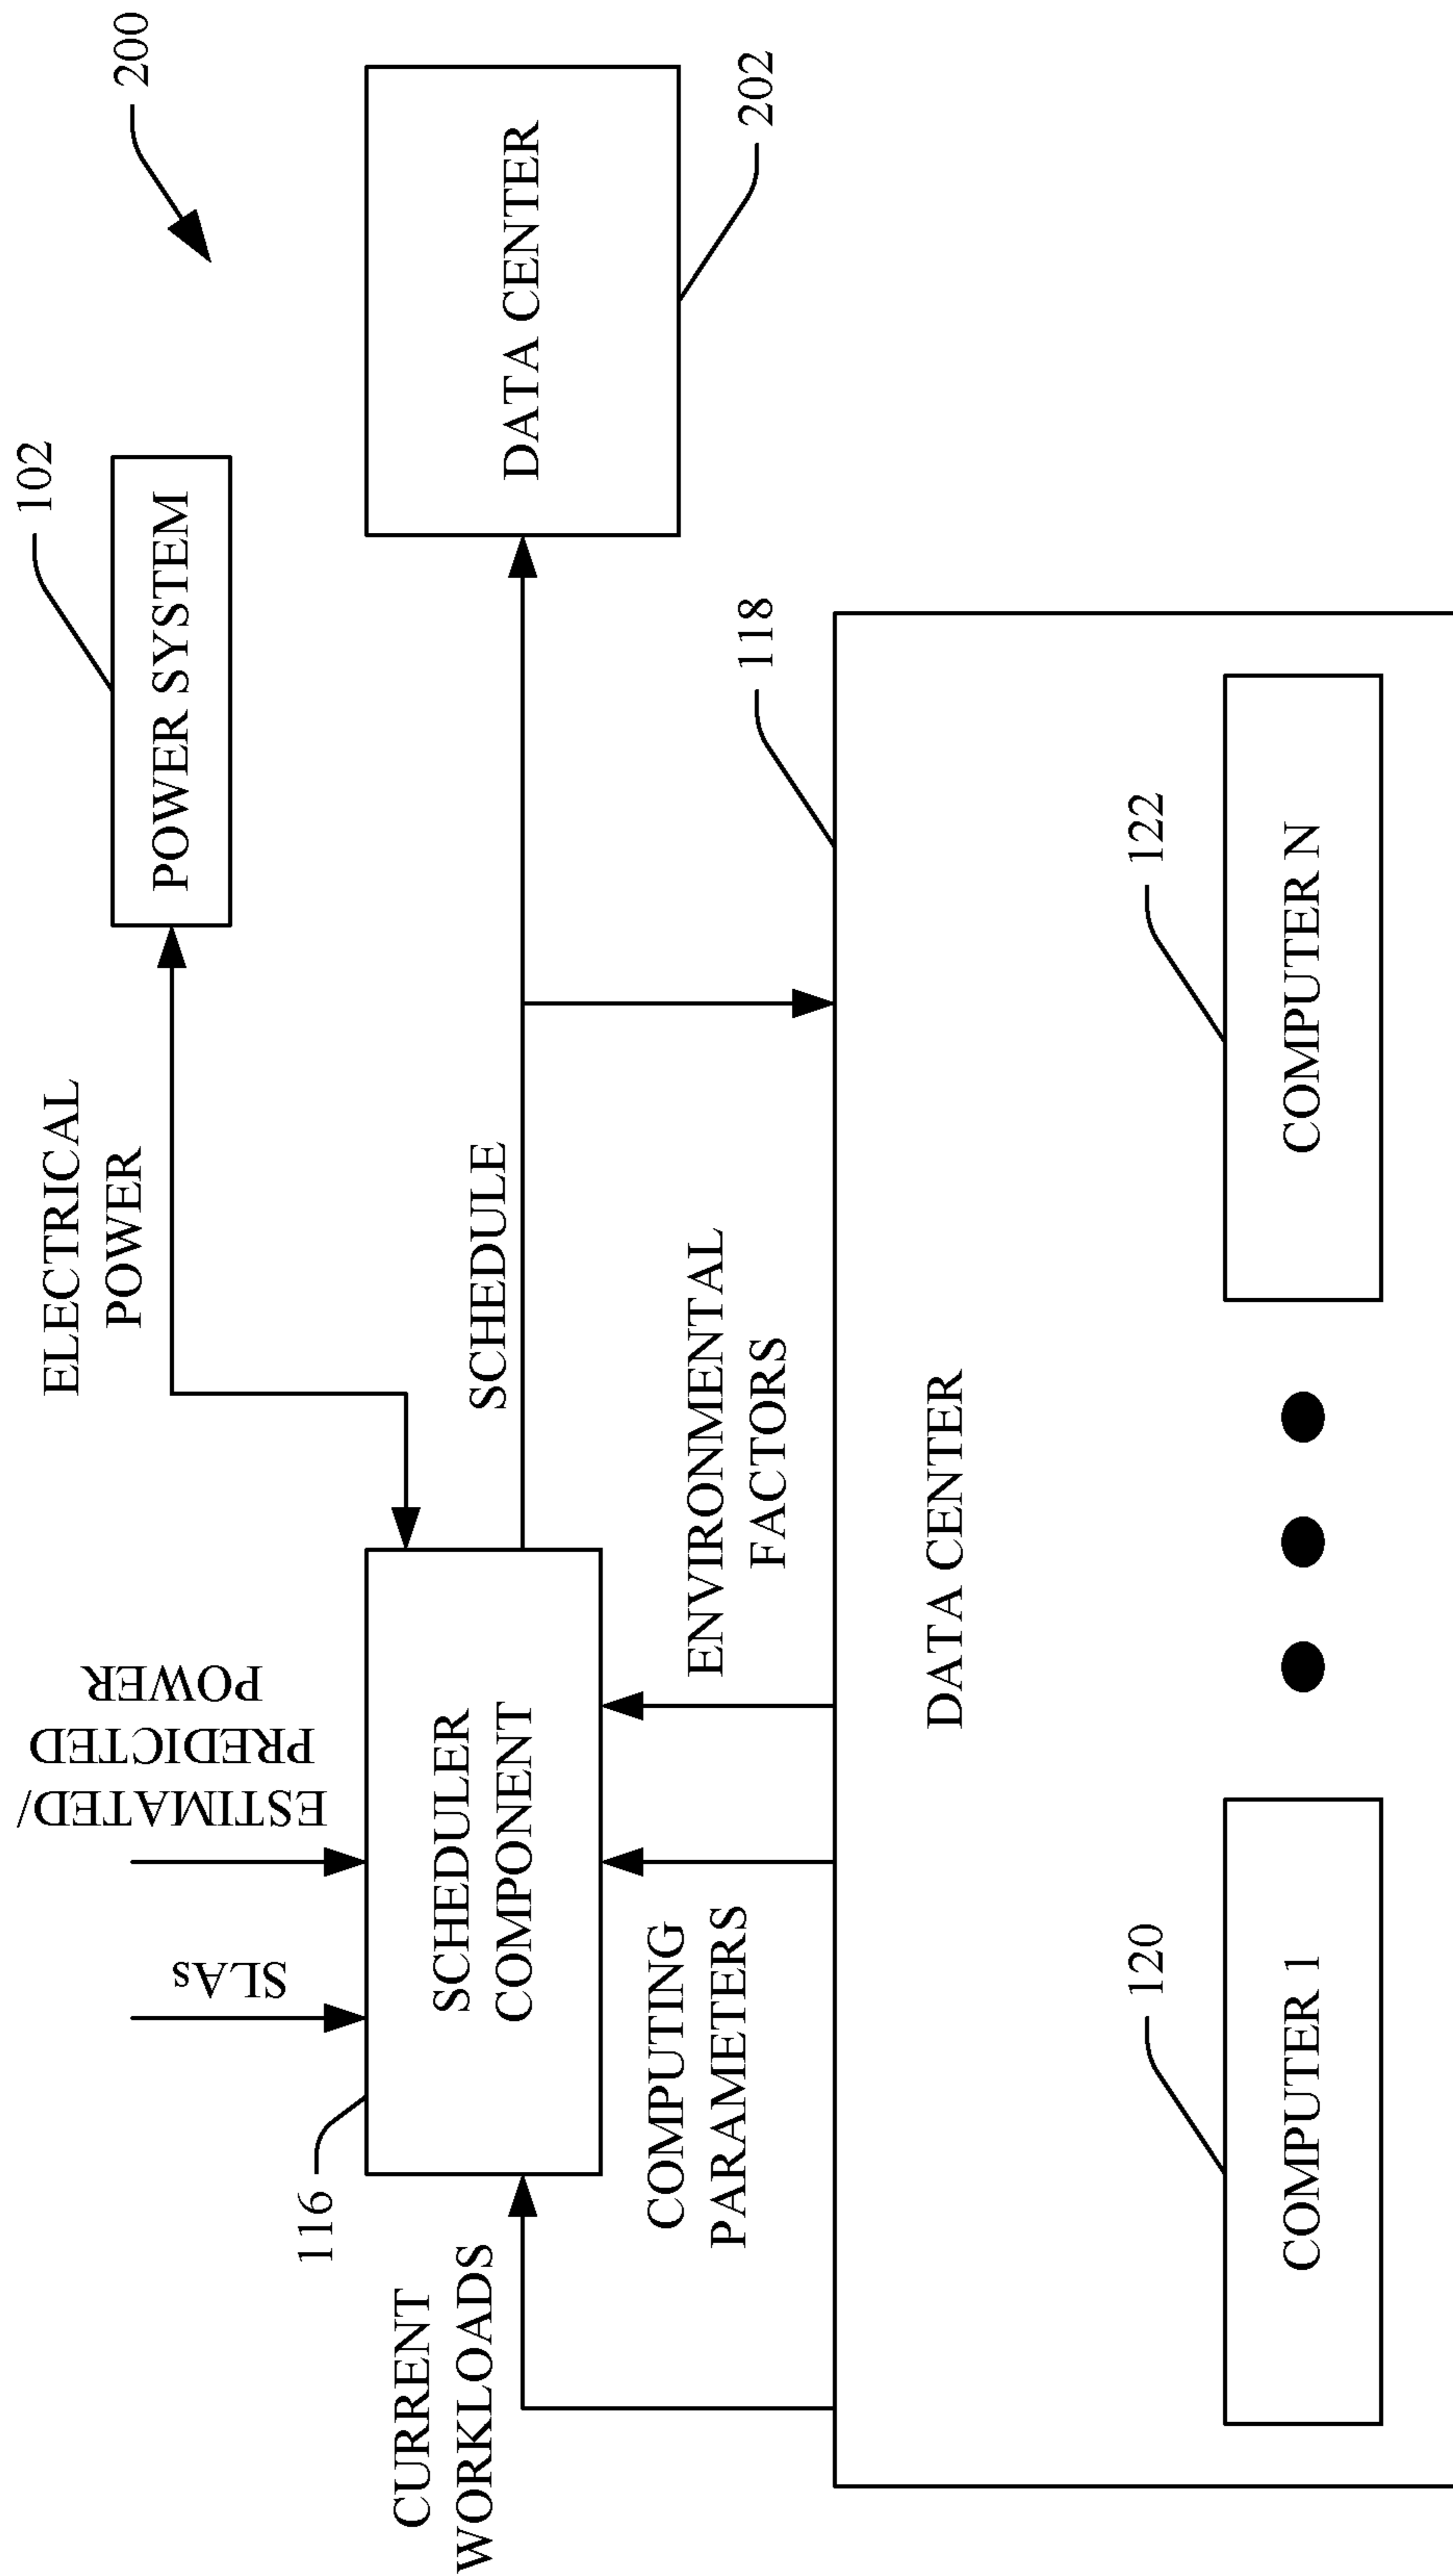 200
ELECTRICAL
POWER
102
POWER SYSTEM
ESTIMATED/
PREDICTED
POWER
SLAs
116
SCHEDULER
COMPONENT
SCHEDULE
DATA CENTER
202
CURRENT
WORKLOADS
COMPUTING
PARAMETERS
ENVIRONMENTAL
FACTORS
118
DATA CENTER
120
COMPUTER 1
122
COMPUTER N